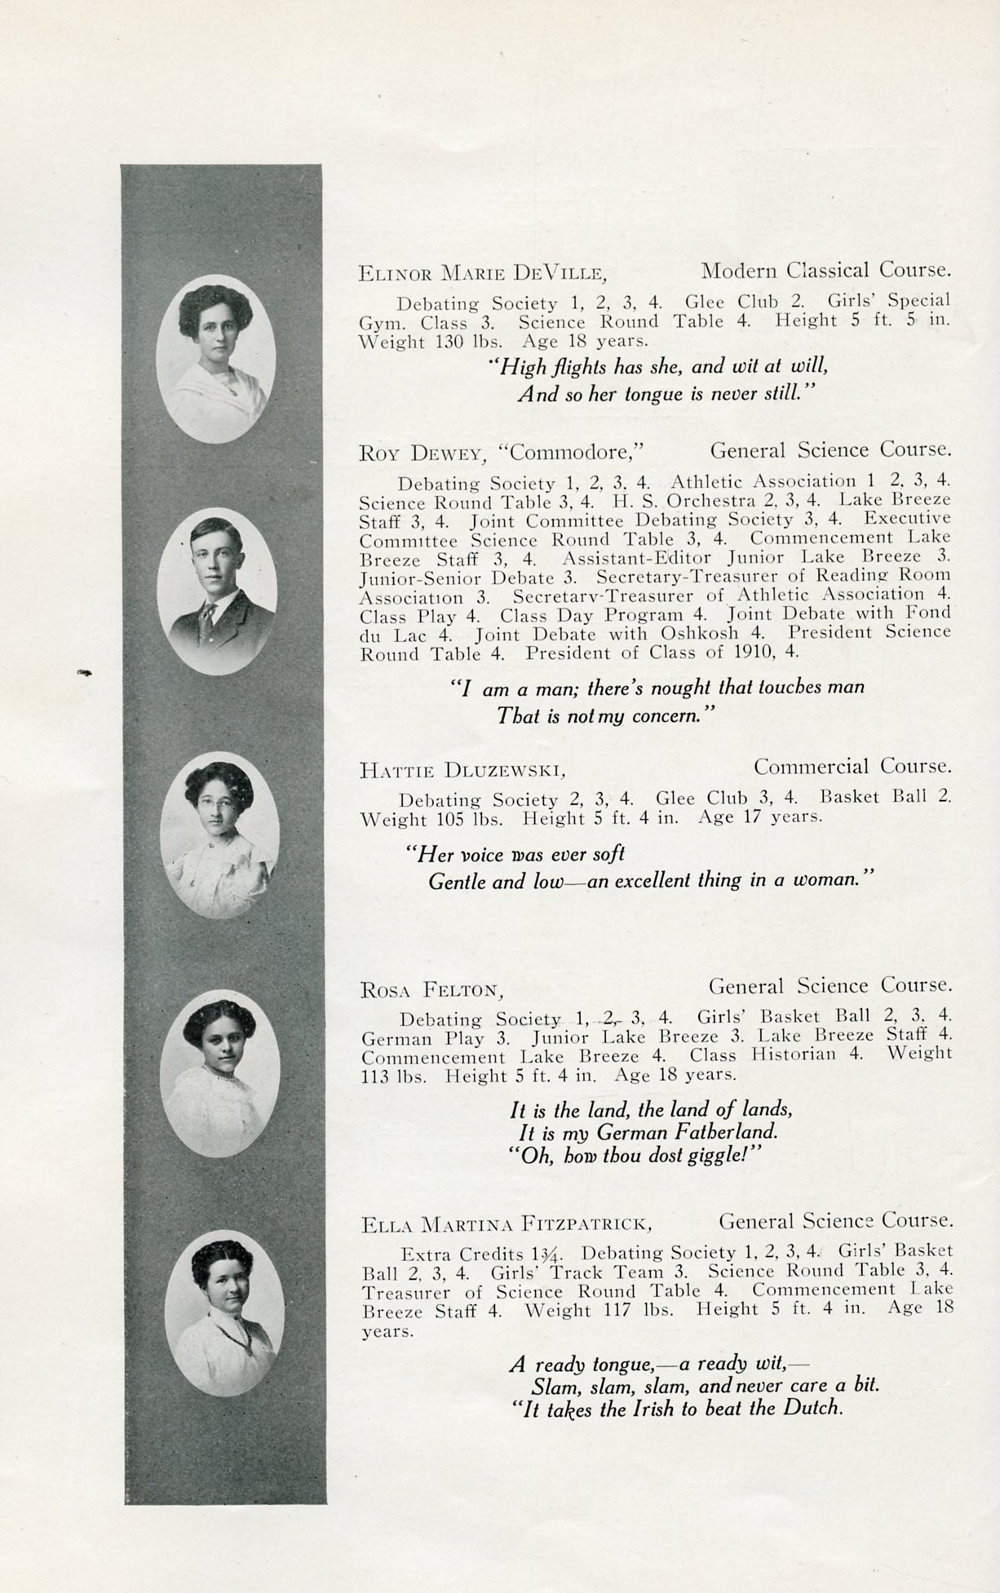 Elinor Marie DeVille, Modern Classical Course.
Debating Society 1, 2, 3, 4. Glee Club 2. Girls' Special
Gym. Class 3. Science Round Table 4. Height 5 ft. 5 in.
Weight 130 lbs. Age 18 years.
"High flights has she, and wit at will,
And so her tongue is never still."
Roy Dewey, "Commodore," General Science Course.
Debating Society 1, 2, 3, 4. Athletic Association 1 2, 3, 4.
Science Round Table 3, 4. H. S. Orchestra 2, 3, 4. Lake Breeze
Staff 3, 4. Joint Committee Debating Society 3, 4. Executive
Committee Science Round Table 3, 4. Commencement Lake
Breeze Staff 3, 4. Assistant-Editor Junior Lake Breeze 3.
Junior-Senior Debate 3. Secretary-Treasurer of Reading Room
Association 3. Secretary-Treasurer of Athletic Association 4.
Class Play 4. Class Day Program 4. Joint Debate with Fond
du Lac 4. Joint Debate with Oshkosh 4. President Science
Round Table 4. President of Class of 1910, 4.
"I am a man; there's nought that touches man
That is not my concern."
Hattie Dluzewski, Commercial Course.
Debating Society 2, 3, 4. Glee Club 3, 4. Basket Ball 2.
Weight 105 lbs. Height 5 ft. 4 in. Age 17 years.
"Her voice was ever soft
Gentle and low—an excellent thing in a woman."
Rosa Felton, General Science Course.
Debating Society 1, 2, 3, 4. Girls' Basket Ball 2, 3, 4.
German Play 3. Junior Lake Breeze 3. Lake Breeze Staff 4.
Commencement Lake Breeze 4. Class Historian 4. Weight
113 lbs. Height 5 ft. 4 in. Age 18 years.
It is the land, the land of lands,
It is my German Fatherland.
"Oh, how thou dost giggle!"
Ella Martina Fitzpatrick, General Science Course.
Extra Credits 1¾. Debating Society 1, 2, 3, 4. Girls' Basket
Ball 2, 3, 4. Girls' Track Team 3. Science Round Table 3, 4.
Treasurer of Science Round Table 4. Commencement Lake
Breeze Staff 4. Weight 117 lbs. Height 5 ft. 4 in. Age 18
years.
A ready tongue,—a ready wit,—
Slam, slam, slam, and never care a bit.
"It takes the Irish to beat the Dutch.